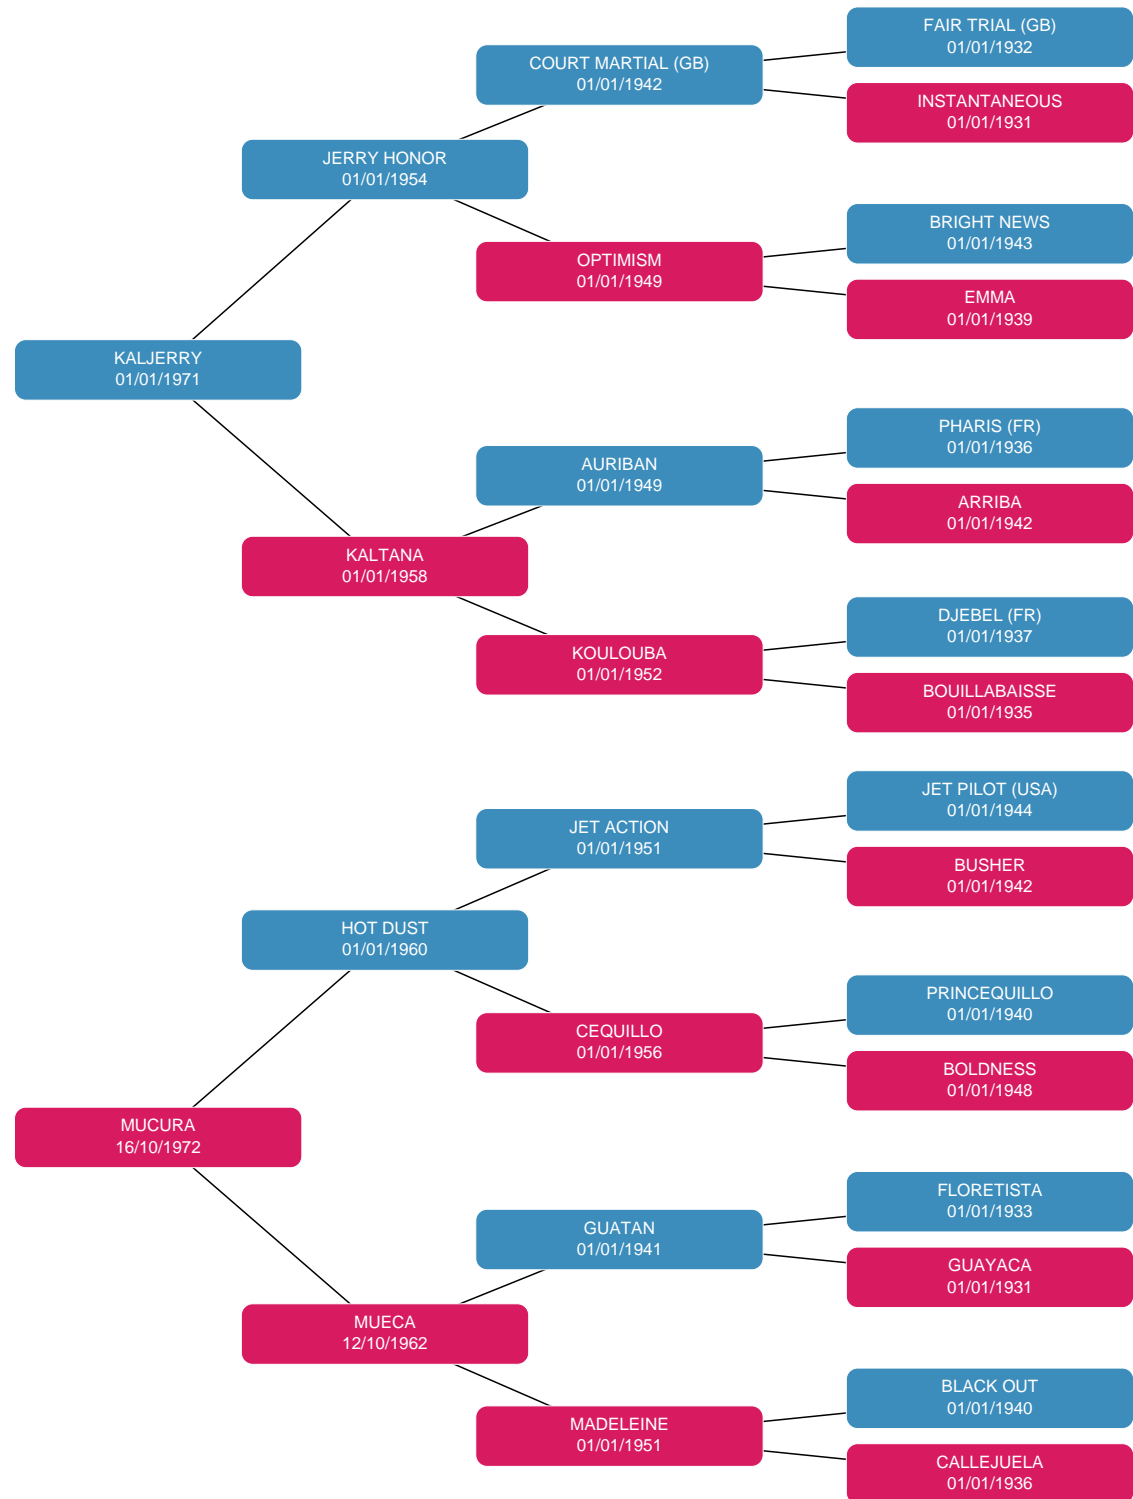 FAIR TRIAL (GB)
01/01/1932
COURT MARTIAL (GB)
01/01/1942
INSTANTANEOUS
01/01/1931
JERRY HONOR
01/01/1954
BRIGHT NEWS
01/01/1943
OPTIMISM
01/01/1949
EMMA
01/01/1939
KALJERRY
01/01/1971
PHARIS (FR)
01/01/1936
AURIBAN
01/01/1949
ARRIBA
01/01/1942
KALTANA
01/01/1958
DJEBEL (FR)
01/01/1937
KOULOUBA
01/01/1952
BOUILLABAISSE
01/01/1935
JET PILOT (USA)
01/01/1944
JET ACTION
01/01/1951
BUSHER
01/01/1942
HOT DUST
01/01/1960
PRINCEQUILLO
01/01/1940
CEQUILLO
01/01/1956
BOLDNESS
01/01/1948
MUCURA
16/10/1972
FLORETISTA
01/01/1933
GUATAN
01/01/1941
GUAYACA
01/01/1931
MUECA
12/10/1962
BLACK OUT
01/01/1940
MADELEINE
01/01/1951
CALLEJUELA
01/01/1936